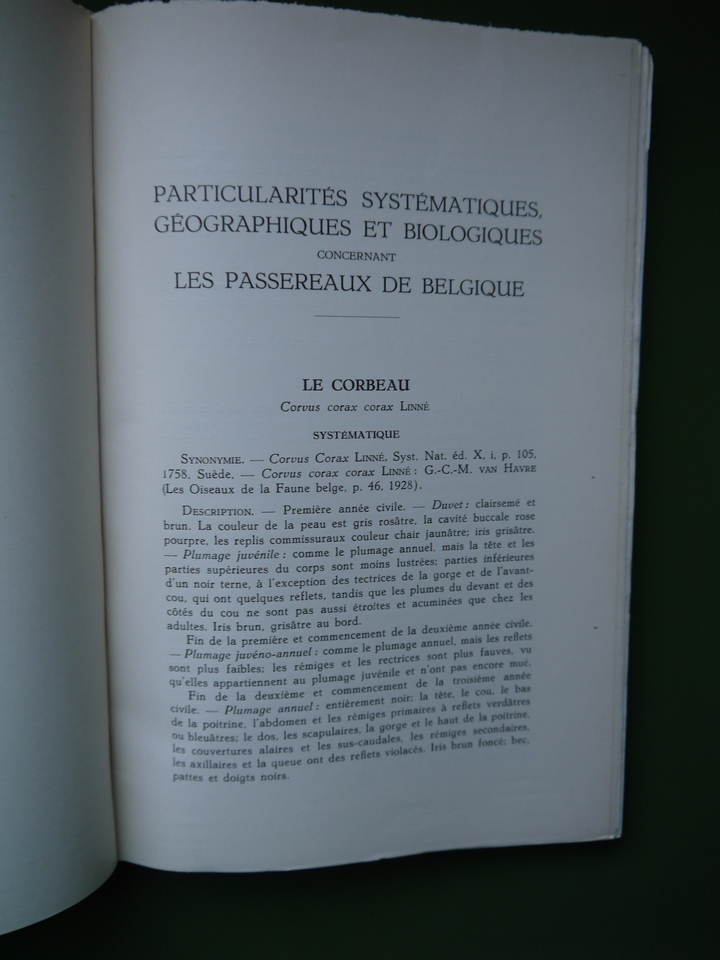 PARTICULARITÉS SYSTÉMATIQUES,
GÉOGRAPHIQUES ET BIOLOGIQUES
CONCERNANT
LES PASSEREAUX DE BELGIQUE
LE CORBEAU
Corvus corax corax LINNÉ
SYSTÉMATIQUE
SYNONYMIE. — Corvus Corax LINNÉ, Syst. Nat. éd. X, i, p. 105,
1758. Suède. — Corvus corax corax LINNÉ : G.-C.-M. VAN HAVRE
(Les Oiseaux de la Faune belge, p. 46, 1928).
DESCRIPTION. — Première année civile. — Duvet : clairsemé et
brun. La couleur de la peau est gris rosâtre, la cavité buccale rose
pourpre, les replis commissuraux couleur chair jaunâtre; iris grisâtre.
— Plumage juvénile : comme le plumage annuel, mais la tête et les
parties supérieures du corps sont moins lustrées; parties inférieures
d'un noir terne, à l'exception des tectrices de la gorge et de l'avant-
cou, qui ont quelques reflets, tandis que les plumes du devant et des
côtés du cou ne sont pas aussi étroites et acuminées que chez les
adultes. Iris brun, grisâtre au bord.
Fin de la première et commencement de la deuxième année civile.
— Plumage juvéno-annuel : comme le plumage annuel, mais les reflets
sont plus faibles; les rémiges et les rectrices sont plus fauves, vu
qu'elles appartiennent au plumage juvénile et n'ont pas encore mué.
Fin de la deuxième et commencement de la troisième année
civile. — Plumage annuel : entièrement noir; la tête, le cou, le bas
de la poitrine, l'abdomen et les rémiges primaires à reflets verdâtres
ou bleuâtres; le dos, les scapulaires, la gorge et le haut de la poitrine,
les couvertures alaires et les sus-caudales, les rémiges secondaires,
les axillaires et la queue ont des reflets violacés. Iris brun foncé; bec,
pattes et doigts noirs.